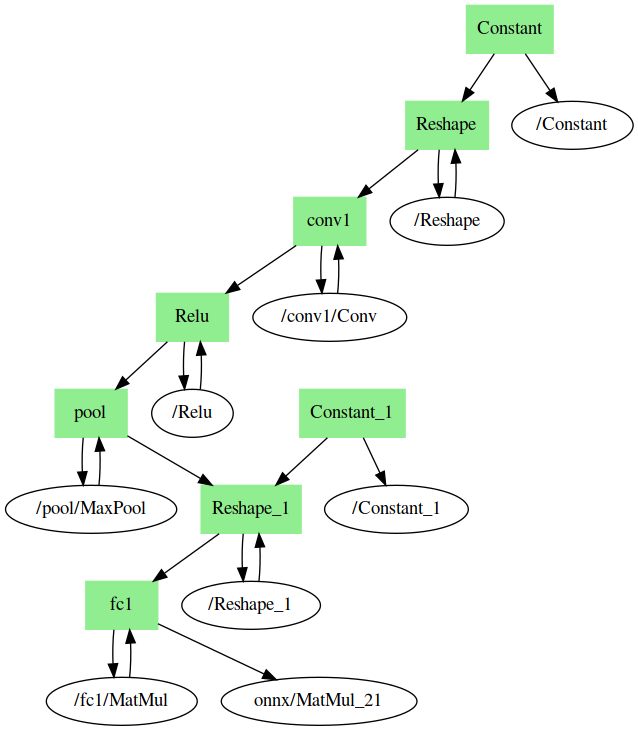 Constant
Reshape
/Constant
conv1
/Reshape
Relu
/conv1/Conv
pool
/Relu
Constant_1
/pool/MaxPool
Reshape_1
/Constant_1
fc1
/Reshape_1
/fc1/MatMul
onnx/MatMul_21